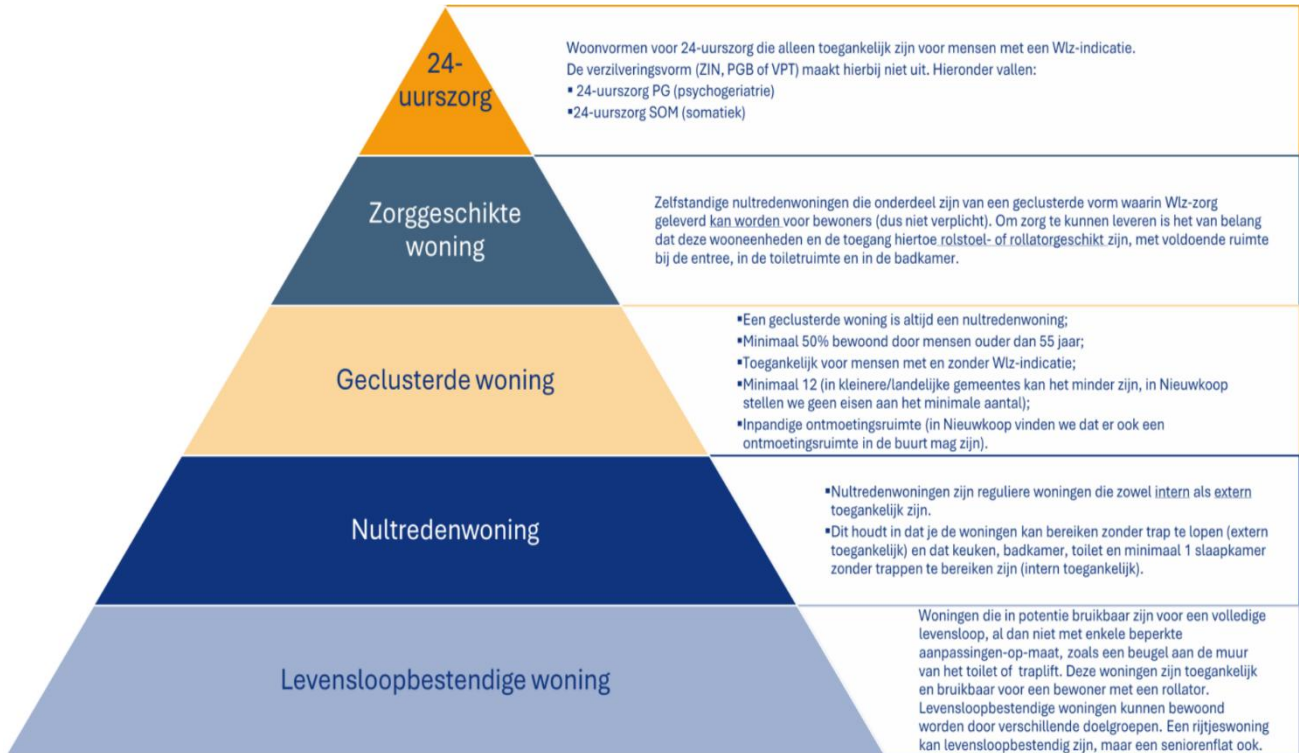 24-
uurszorg
Woonvormen voor 24-uurszorg die alleen toegankelijk zijn voor mensen met een Wlz-indicatie.
De verzilveringsvorm (ZIN, PGB of VPT) maakt hierbij niet uit. Hieronder vallen:
▪ 24-uurszorg PG (psychogeriatrie)
▪24-uurszorg SOM (somatiek)
Zorggeschikte
woning
Zelfstandige nultredenwoningen die onderdeel zijn van een geclusterde vorm waarin Wlz-zorg
geleverd kan worden voor bewoners (dus niet verplicht). Om zorg te kunnen leveren is het van belang
dat deze wooneenheden en de toegang hiertoe rolstoel- of rollatorgeschikt zijn, met voldoende ruimte
bij de entree, in de toiletruimte en in de badkamer.
Geclusterde woning
▪Een geclusterde woning is altijd een nultredenwoning;
▪Minimaal 50% bewoond door mensen ouder dan 55 jaar;
▪Toegankelijk voor mensen met en zonder Wlz-indicatie;
▪Minimaal 12 (in kleinere/landelijke gemeentes kan het minder zijn, in Nieuwkoop
stellen we geen eisen aan het minimale aantal);
▪Inpandige ontmoetingsruimte (in Nieuwkoop vinden we dat er ook een
ontmoetingsruimte in de buurt mag zijn).
Nultredenwoning
▪Nultredenwoningen zijn reguliere woningen die zowel intern als extern
toegankelijk zijn.
▪Dit houdt in dat je de woningen kan bereiken zonder trap te lopen (extern
toegankelijk) en dat keuken, badkamer, toilet en minimaal 1 slaapkamer
zonder trappen te bereiken zijn (intern toegankelijk).
Levensloopbestendige woning
Woningen die in potentie bruikbaar zijn voor een volledige
levensloop, al dan niet met enkele beperkte
aanpassingen-op-maat, zoals een beugel aan de muur
van het toilet of traplift. Deze woningen zijn toegankelijk
en bruikbaar voor een bewoner met een rollator.
Levensloopbestendige woningen kunnen bewoond
worden door verschillende doelgroepen. Een rijtjeswoning
kan levensloopbestendig zijn, maar een seniorenflat ook.